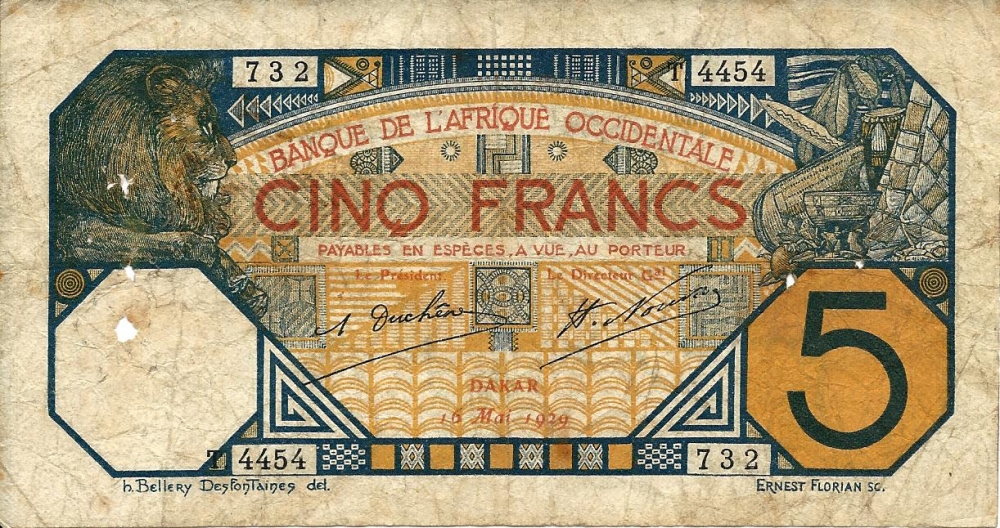 732
T 4454
BANQUE DE L'AFRIQUE OCCIDENTALE
CINQ FRANCS
PAYABLES EN ESPÈCES, A VUE, AU PORTEUR.
Le Président
Le Directeur Gal
A Duchêne
DAKAR
16 Mai 1929
5
T 4454
732
h. Bellery Desfontaines del.
ERNEST FLORIAN SC.